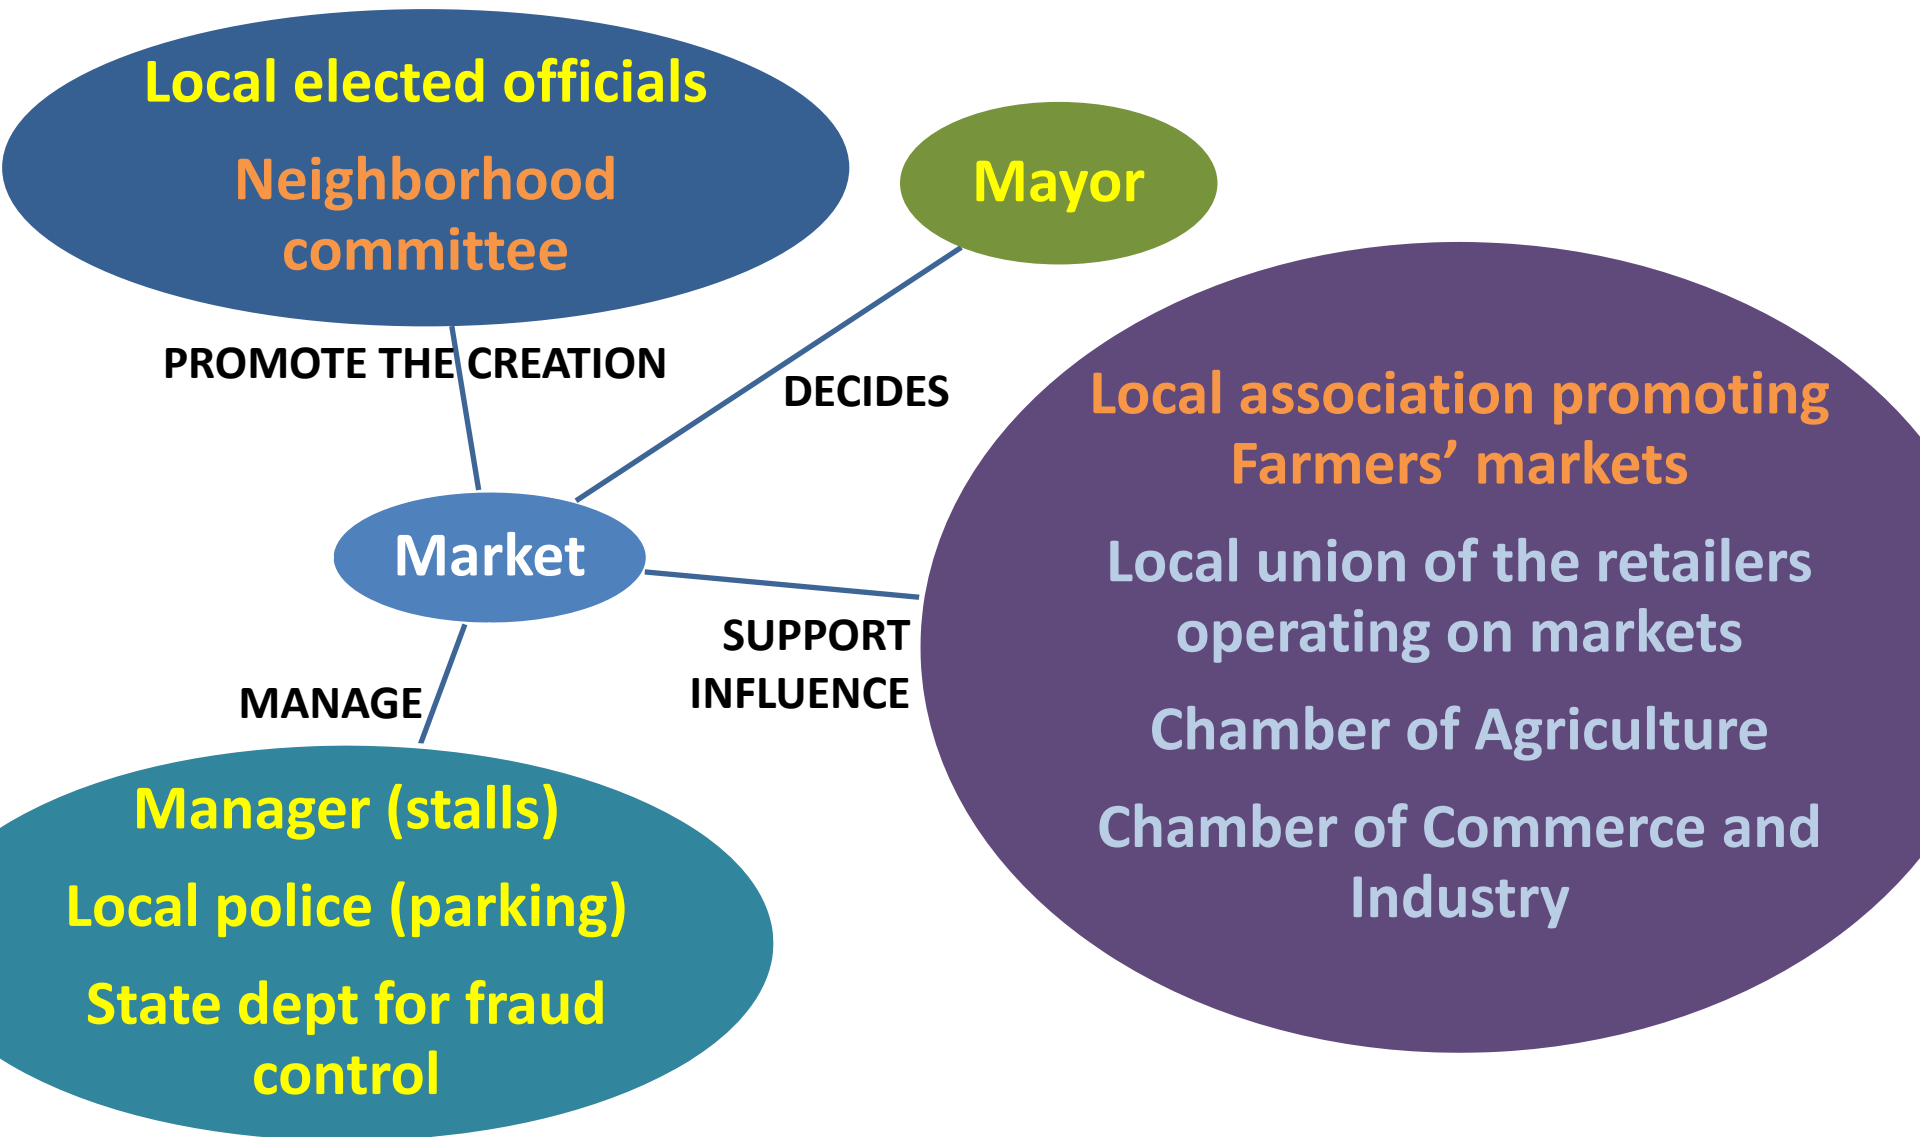 Local elected officials
Neighborhood
committee
Mayor
PROMOTE THE CREATION
DECIDES
Market
SUPPORT
INFLUENCE
MANAGE
Local association promoting
Farmers’ markets
Local union of the retailers
operating on markets
Chamber of Agriculture
Chamber of Commerce and
Industry
Manager (stalls)
Local police (parking)
State dept for fraud
control